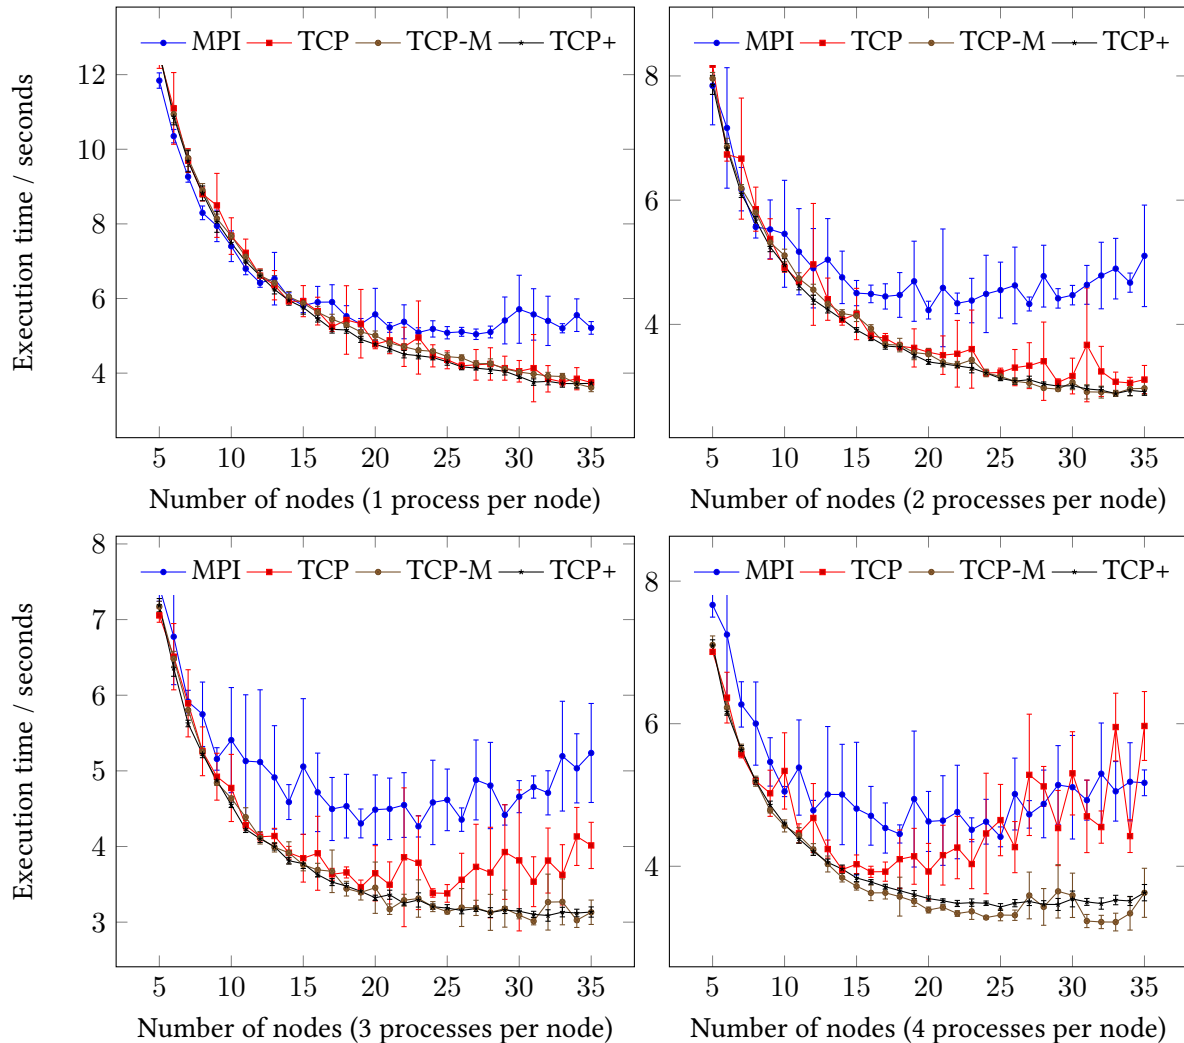 MPI TCP TCP-M TCP+
12
10
8
6
4
Execution time / seconds
5 10 15 20 25 30 35
Number of nodes (1 process per node)
MPI TCP TCP-M TCP+
8
6
4
5 10 15 20 25 30 35
Number of nodes (2 processes per node)
MPI TCP TCP-M TCP+
8
7
6
5
4
3
Execution time / seconds
5 10 15 20 25 30 35
Number of nodes (3 processes per node)
MPI TCP TCP-M TCP+
8
6
4
5 10 15 20 25 30 35
Number of nodes (4 processes per node)